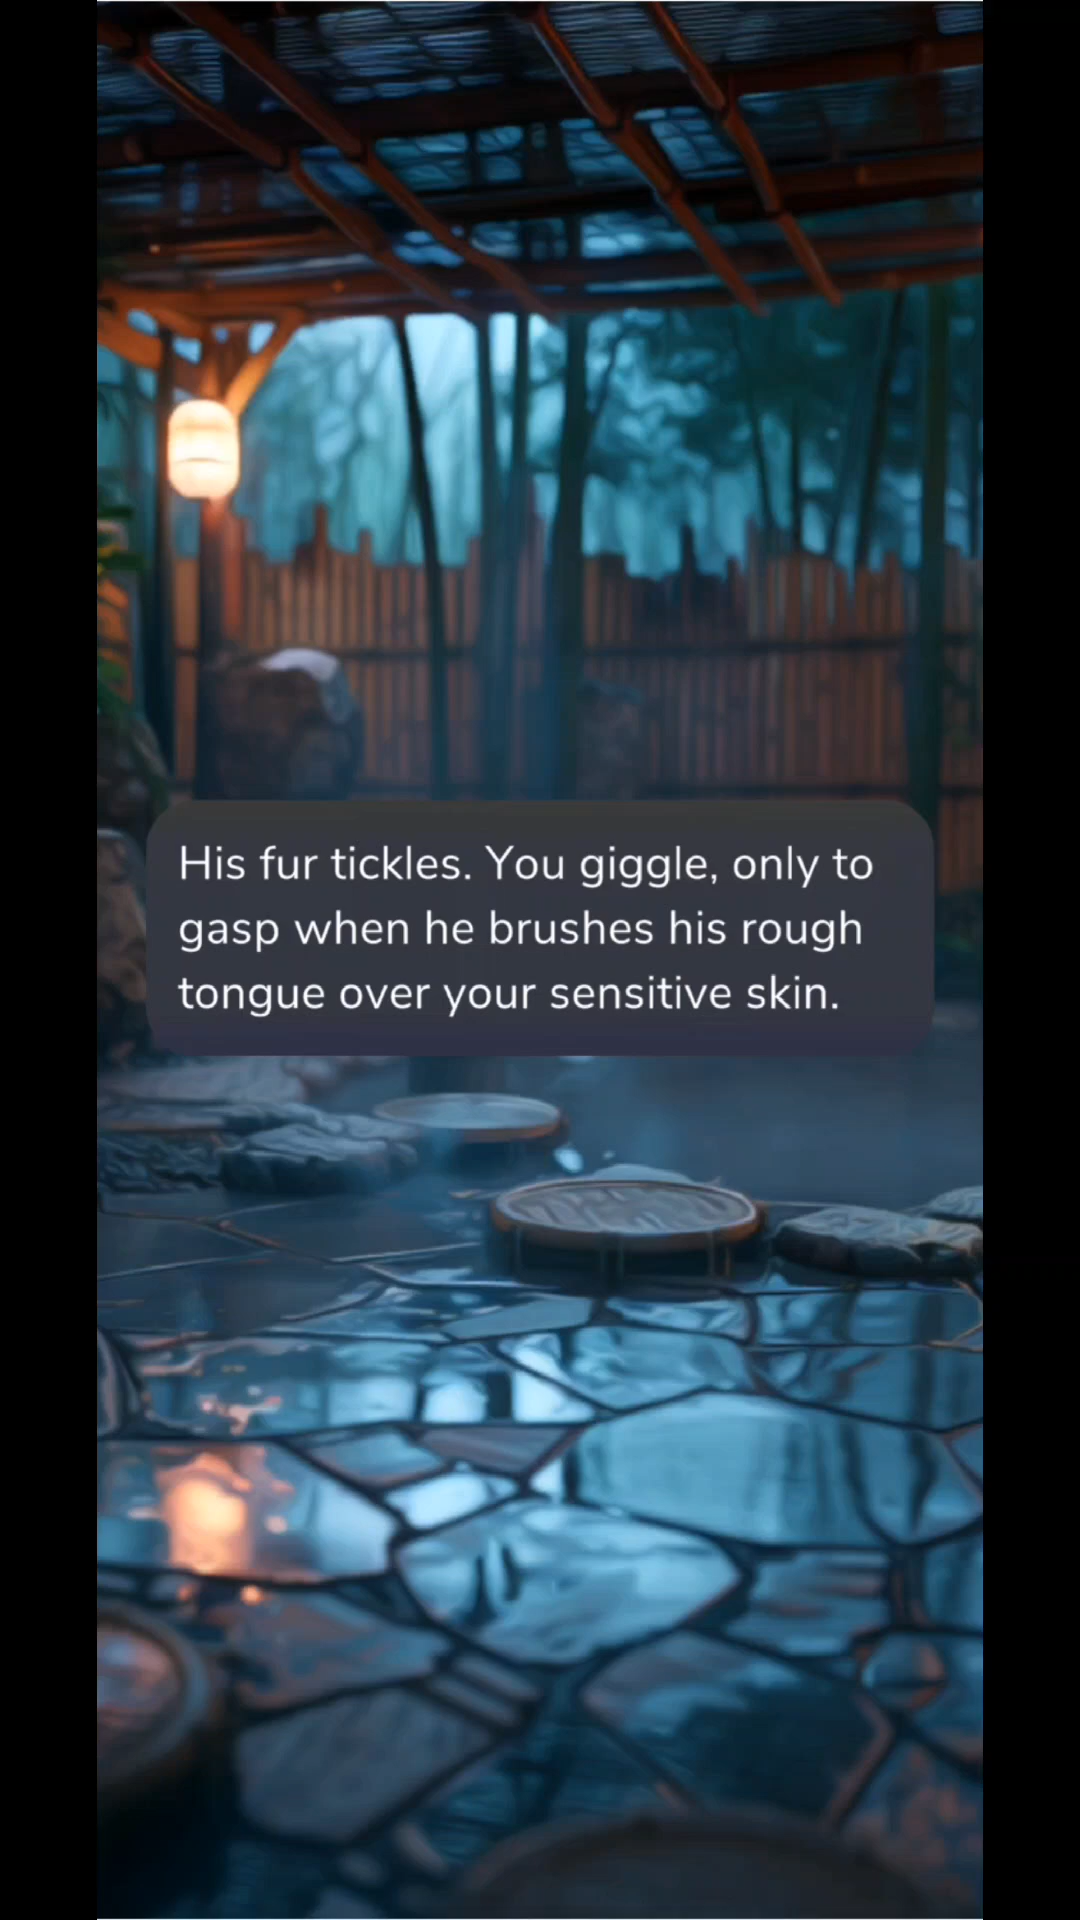 His fur tickles. You giggle, only to
gasp when he brushes his rough
tongue over your sensitive skin.